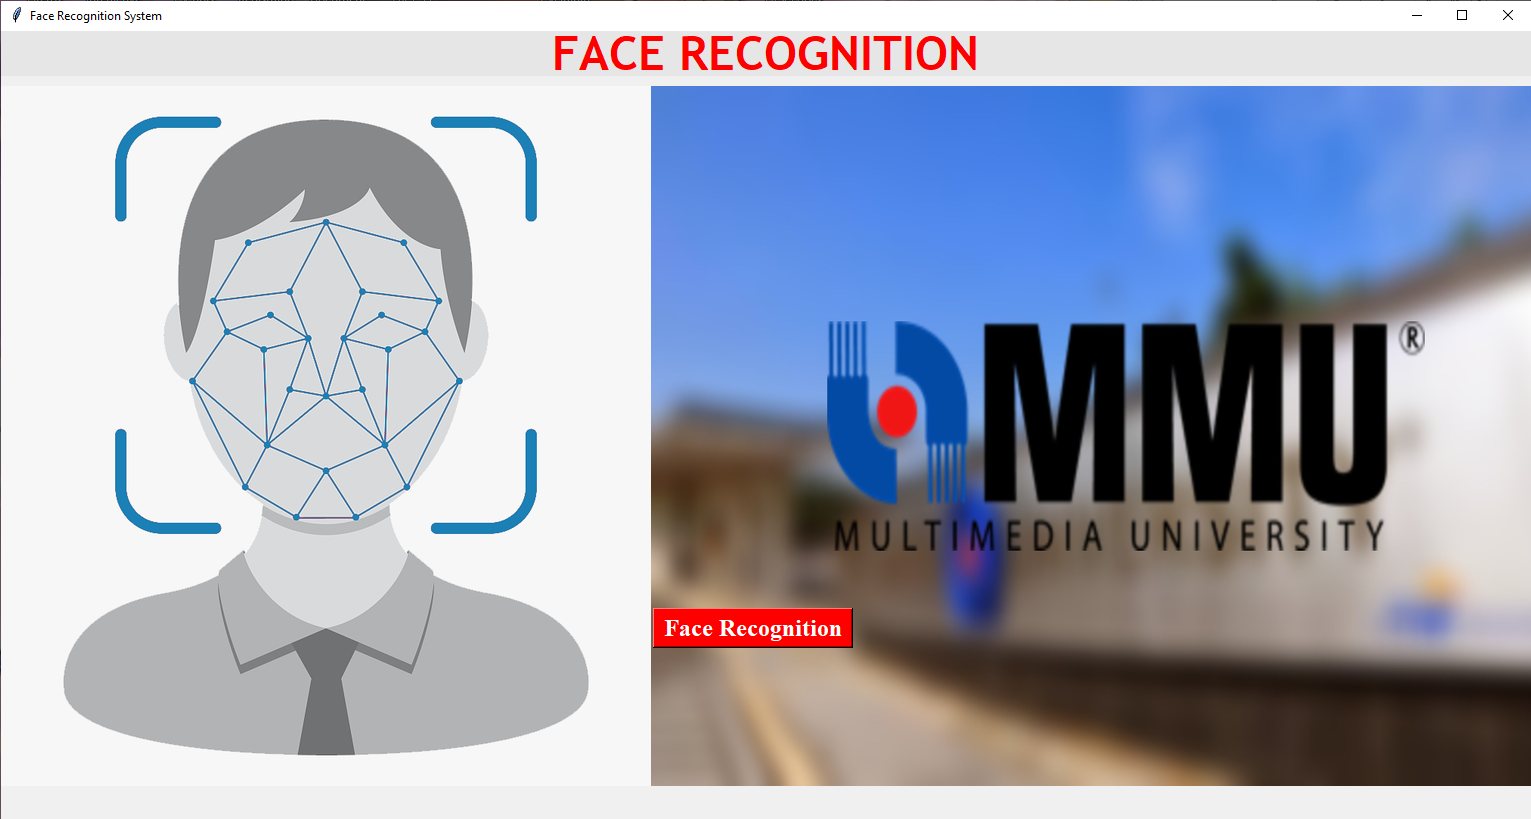 Face Recognition System
FACE RECOGNITION
MMU®
MULTIMEDIA UNIVERSITY
Face Recognition